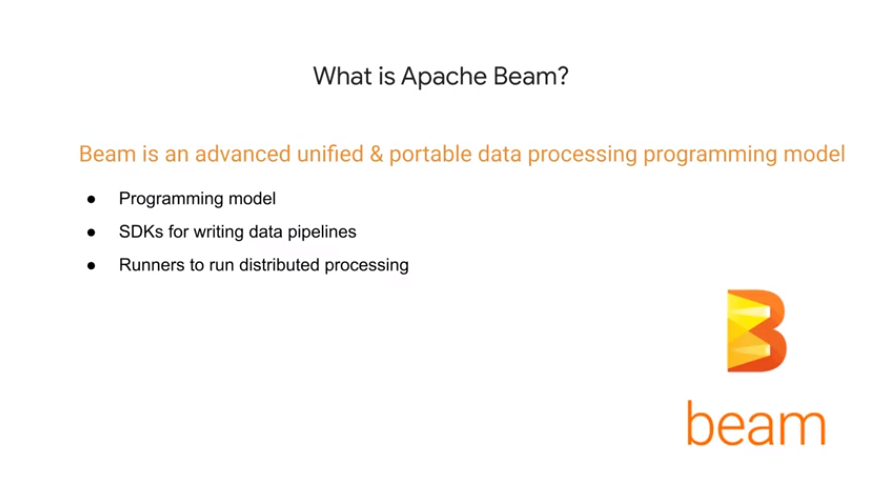 What is Apache Beam?
Beam is an advanced unified & portable data processing programming model
● Programming model
● SDKs for writing data pipelines
● Runners to run distributed processing
beam